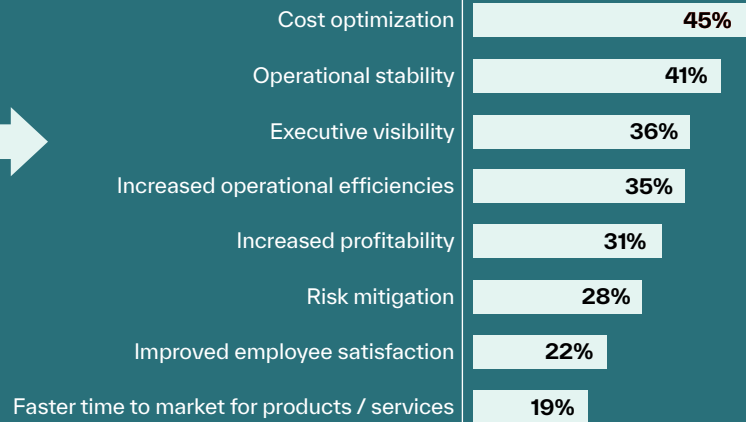 Cost optimization 45%
Operational stability 41%
Executive visibility 36%
Increased operational efficiencies 35%
Increased profitability 31%
Risk mitigation 28%
Improved employee satisfaction 22%
Faster time to market for products / services 19%